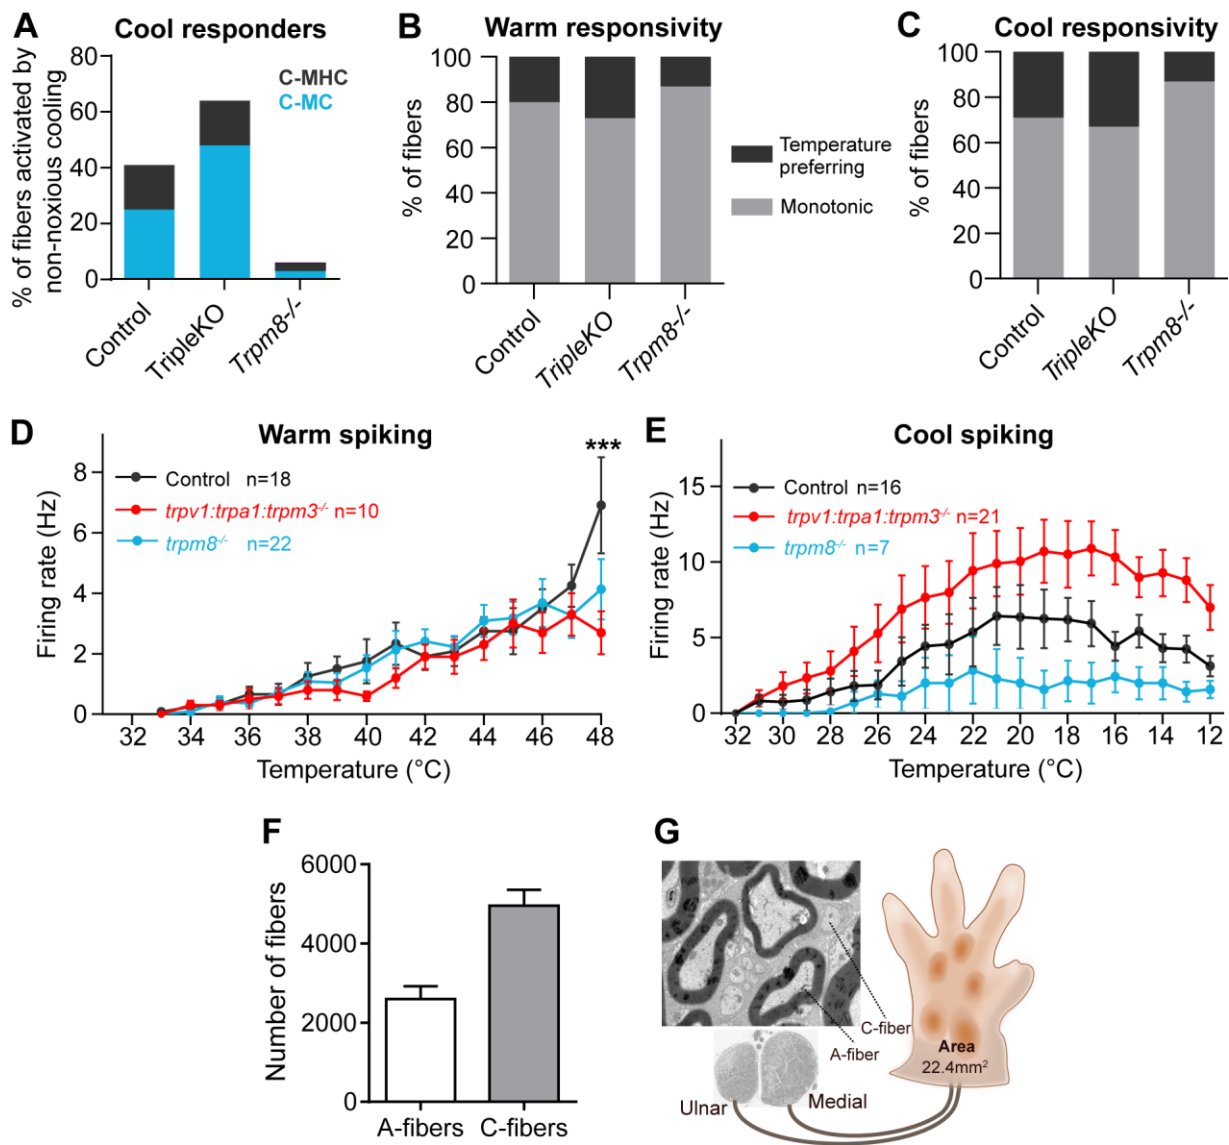 A
Cool responders
% of fibers activated by
non-noxious cooling
80
60
40
20
0
C-MHC
C-MC
Control
TripleKO
Trpm8-/-
B
Warm responsivity
% of fibers
100
80
60
40
20
0
Control
TripleKO
Trpm8-/-
Temperature
preferring
Monotonic
C
Cool responsivity
% of fibers
100
80
60
40
20
0
Control
TripleKO
Trpm8-/-
D
Warm spiking
***
Firing rate (Hz)
8
6
4
2
0
Control n=18
trpv1:trpa1:trpm3-/- n=10
trpm8-/- n=22
32 34 36 38 40 42 44 46 48
Temperature (°C)
E
Cool spiking
Firing rate (Hz)
15
10
5
0
Control n=16
trpv1:trpa1:trpm3-/- n=21
trpm8-/- n=7
32 30 28 26 24 22 20 18 16 14 12
Temperature (°C)
F
Number of fibers
6000
4000
2000
0
A-fibers C-fibers
G
C-fiber
A-fiber
Area
22.4mm²
Ulnar
Medial